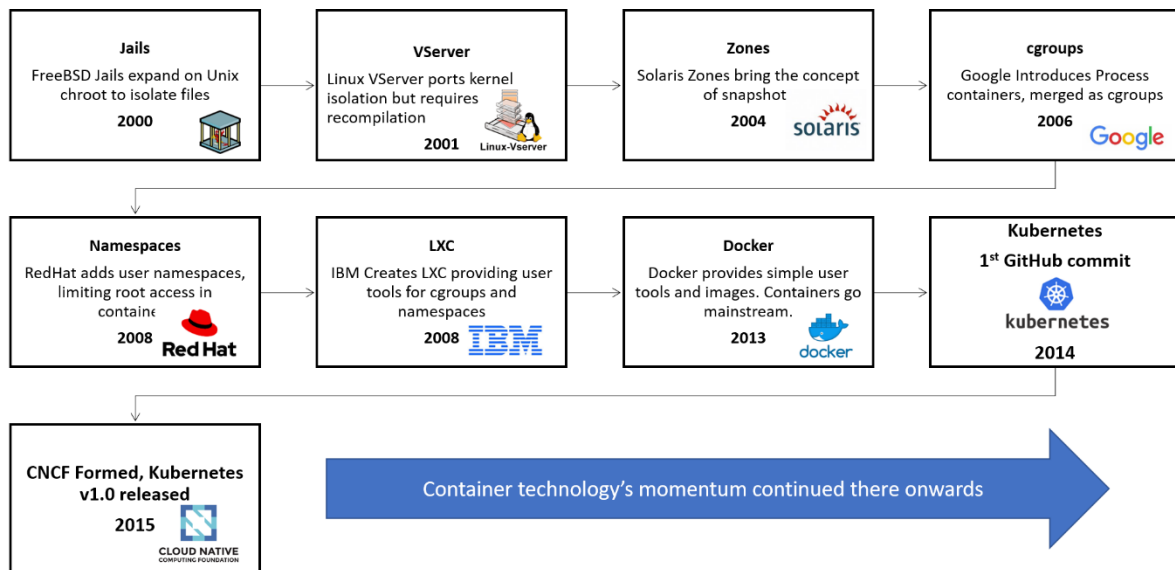 Jails
FreeBSD Jails expand on Unix
chroot to isolate files
2000
VServer
Linux VServer ports kernel
isolation but requires
recompilation
2001
Linux-Vserver
Zones
Solaris Zones bring the concept
of snapshot
2004
solaris
cgroups
Google Introduces Process
containers, merged as cgroups
2006
Google
Namespaces
RedHat adds user namespaces,
limiting root access in
containe
2008
Red Hat
LXC
IBM Creates LXC providing user
tools for cgroups and
namespaces
2008
IBM
Docker
Docker provides simple user
tools and images. Containers go
mainstream.
2013
docker
Kubernetes
1st GitHub commit
kubernetes
2014
CNCF Formed, Kubernetes
v1.0 released
2015
CLOUD NATIVE
COMPUTING FOUNDATION
Container technology’s momentum continued there onwards